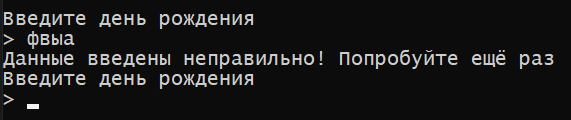 Введите день рождения
> фвыа
Данные введены неправильно! Попробуйте ещё раз
Введите день рождения
>